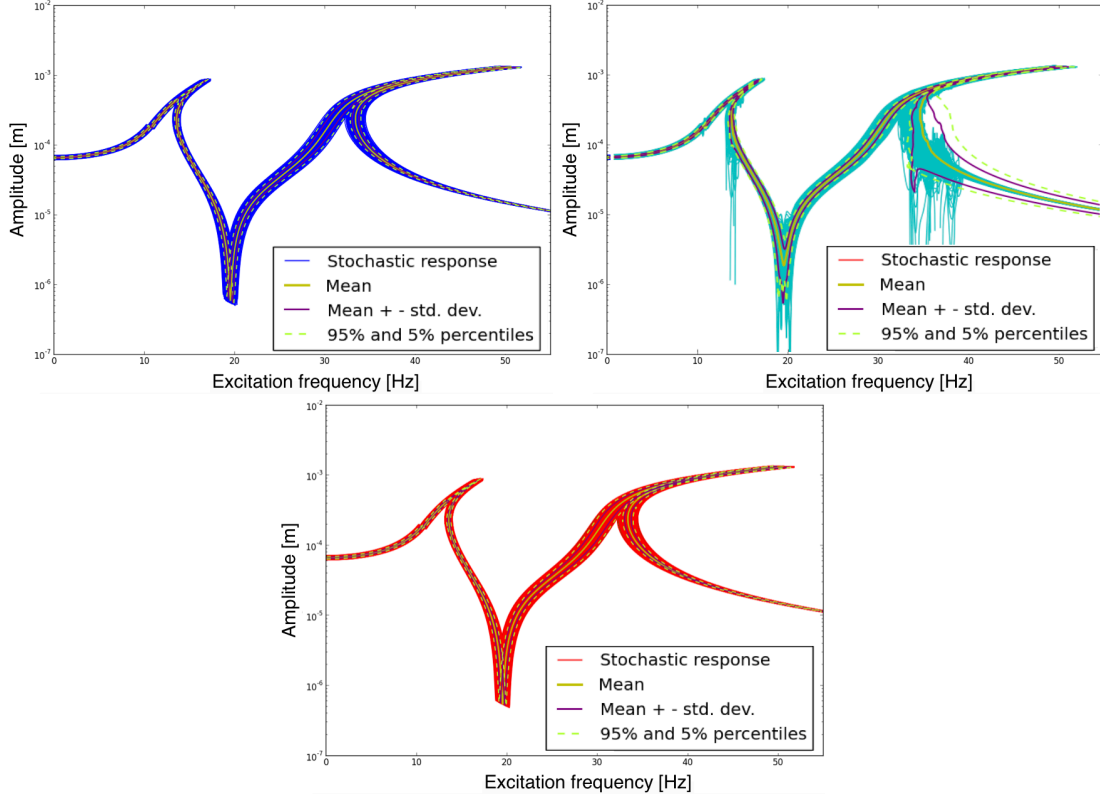 10⁻²
10⁻³
10⁻⁴
10⁻⁵
10⁻⁶
10⁻⁷
Amplitude [m]
Stochastic response
Mean
Mean + - std. dev.
95% and 5% percentiles
0 10 20 30 40 50
Excitation frequency [Hz]
10⁻²
10⁻³
10⁻⁴
10⁻⁵
10⁻⁶
10⁻⁷
Amplitude [m]
Stochastic response
Mean
Mean + - std. dev.
95% and 5% percentiles
0 10 20 30 40 50
Excitation frequency [Hz]
10⁻²
10⁻³
10⁻⁴
10⁻⁵
10⁻⁶
10⁻⁷
Amplitude [m]
Stochastic response
Mean
Mean + - std. dev.
95% and 5% percentiles
0 10 20 30 40 50
Excitation frequency [Hz]